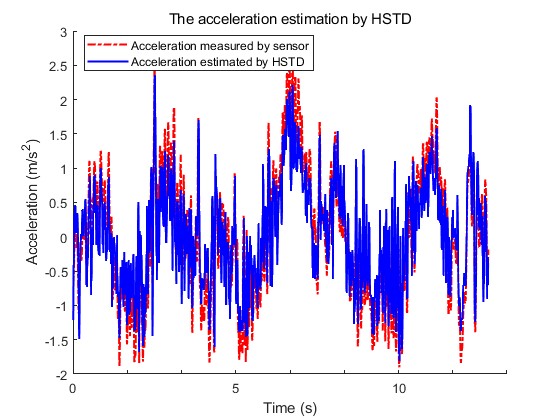 The acceleration estimation by HSTD
3
Acceleration measured by sensor
Acceleration estimated by HSTD
2.5
2
1.5
1
0.5
0
-0.5
-1
-1.5
-2
Acceleration (m/s²)
0
5
10
Time (s)